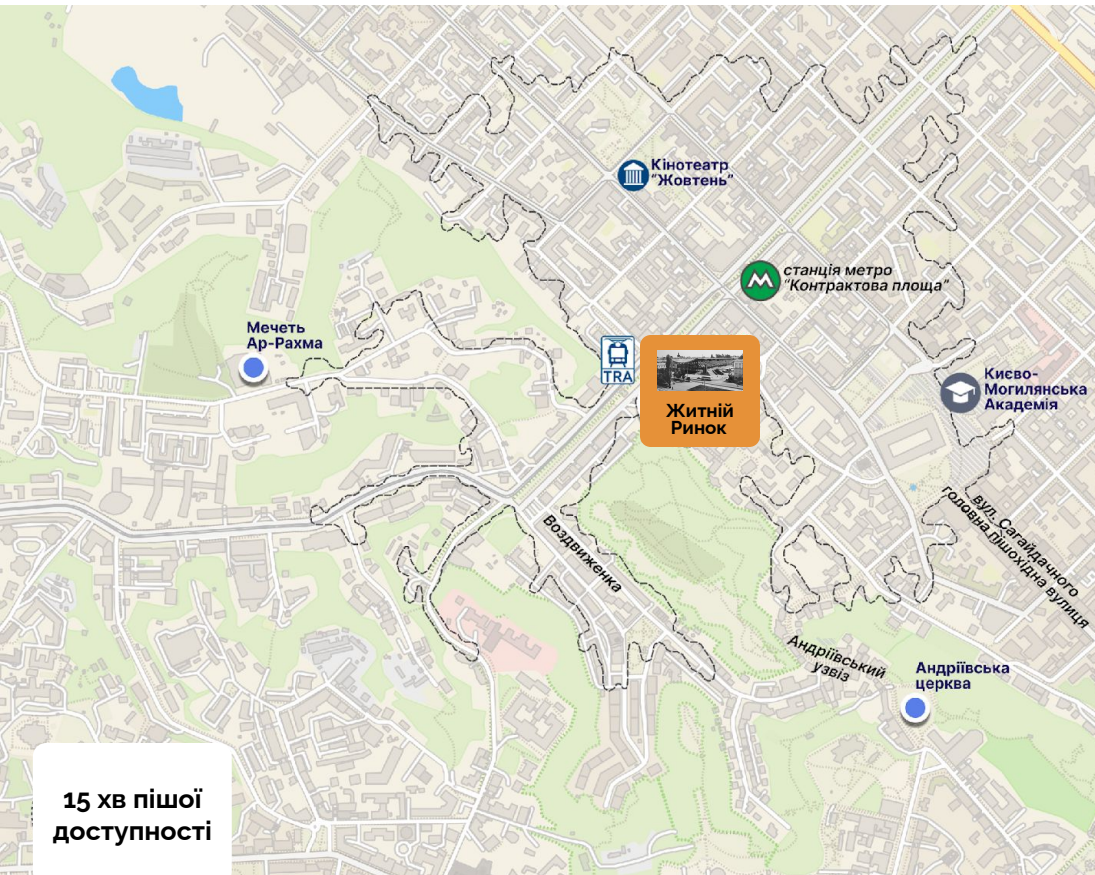 Кінотеатр
"Жовтень"
станція метро
"Контрактова площа"
Мечеть
Ар-Рахма
TRA
Житній
Ринок
Києво-
Могилянська
Академія
вул. Сагайдачного
головна пішохідна вулиця
Воздвиженка
Андріївський
узвіз
Андріївська
церква
15 хв пішої
доступності